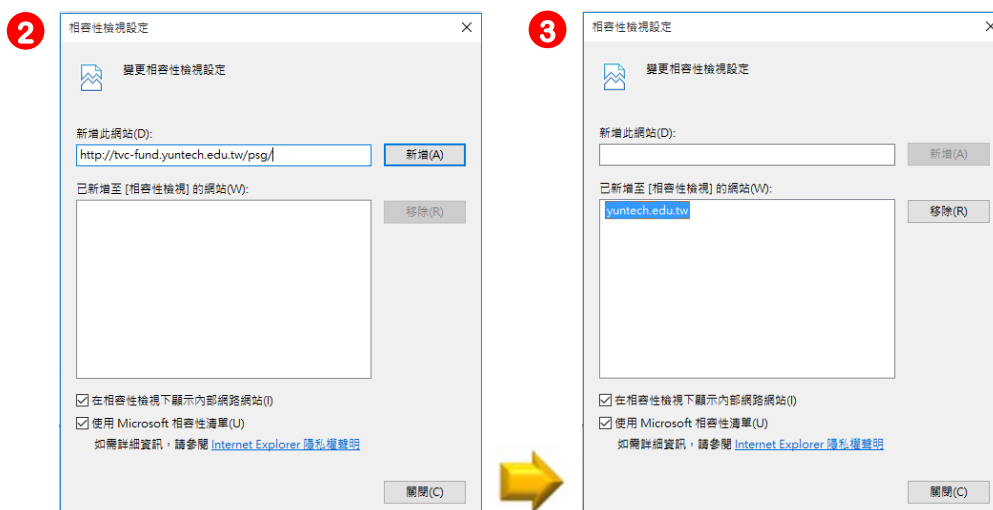 2
相容性檢視設定
變更相容性檢視設定
新增此網站(D):
http://tvc-fund.yuntech.edu.tw/psg/
新增(A)
已新增至 [相容性檢視] 的網站(W):
移除(R)
在相容性檢視下顯示內部網路網站(I)
使用 Microsoft 相容性清單(U)
如需詳細資訊，請參閱 Internet Explorer 隱私權聲明
關閉(C)
3
相容性檢視設定
變更相容性檢視設定
新增此網站(D):
新增(A)
已新增至 [相容性檢視] 的網站(W):
yuntech.edu.tw
移除(R)
在相容性檢視下顯示內部網路網站(I)
使用 Microsoft 相容性清單(U)
如需詳細資訊，請參閱 Internet Explorer 隱私權聲明
關閉(C)